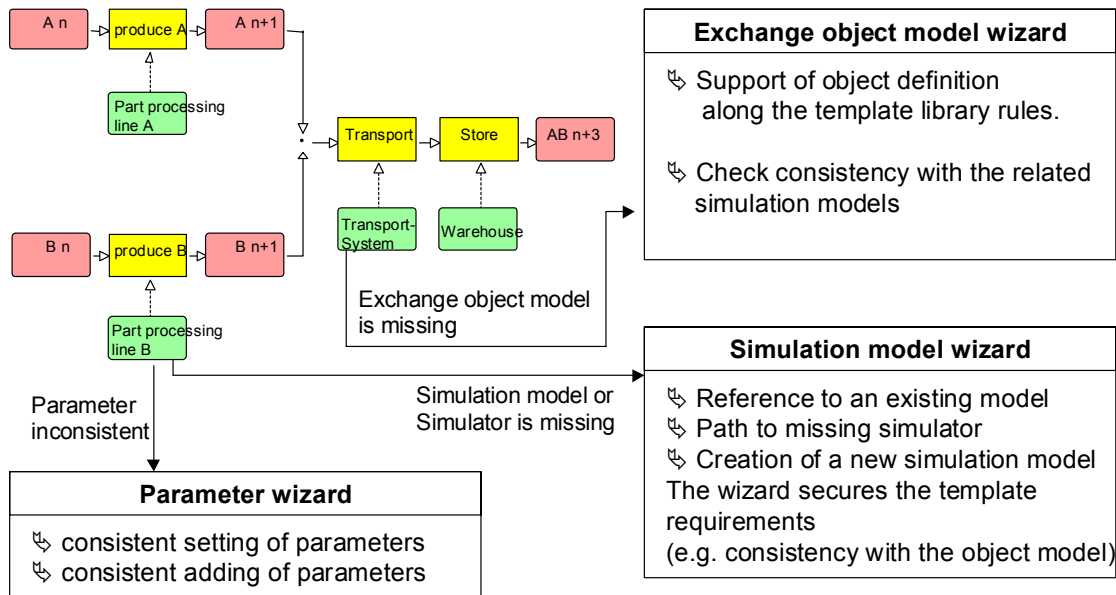 A n
produce A
A n+1
Part processing
line A
Transport
Store
AB n+3
Transport-
System
Warehouse
B n
produce B
B n+1
Part processing
line B
Exchange object model
is missing
Parameter
inconsistent
Simulation model or
Simulator is missing
Exchange object model wizard
Support of object definition
along the template library rules.
Check consistency with the related
simulation models
Simulation model wizard
Reference to an existing model
Path to missing simulator
Creation of a new simulation model
The wizard secures the template
requirements
(e.g. consistency with the object model)
Parameter wizard
consistent setting of parameters
consistent adding of parameters